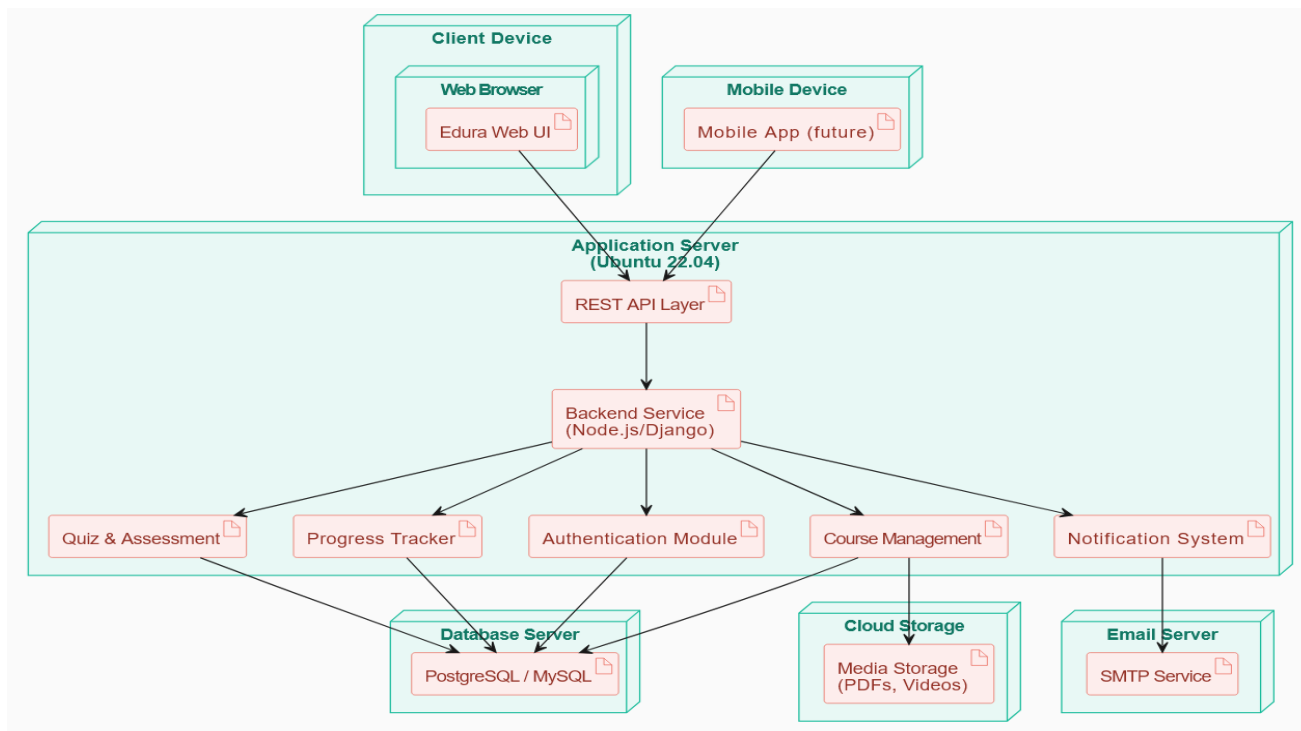 Client Device
Web Browser
Mobile Device
Edura Web UI
Mobile App (future)
Application Server
(Ubuntu 22.04)
REST API Layer
Backend Service
(Node.js/Django)
Quiz & Assessment
Progress Tracker
Authentication Module
Course Management
Notification System
Database Server
Cloud Storage
Email Server
PostgreSQL / MySQL
Media Storage
(PDFs, Videos)
SMTP Service